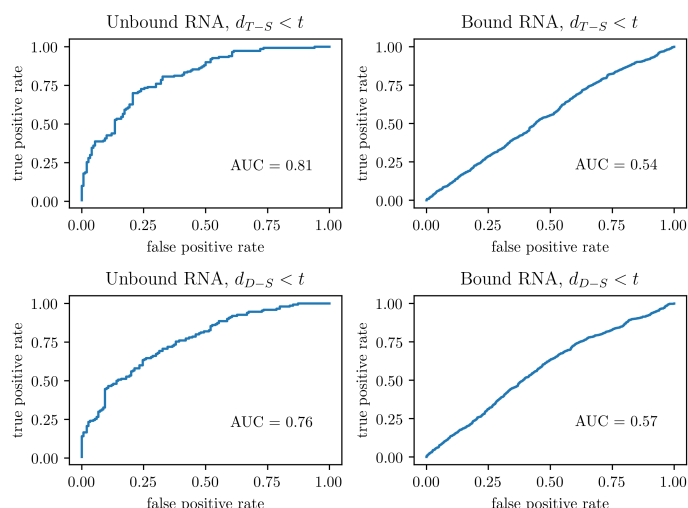 Unbound RNA, d_{T−S} < t
1.00
0.75
0.50
0.25
0.00
true positive rate
AUC = 0.81
0.00 0.25 0.50 0.75 1.00
false positive rate
Bound RNA, d_{T−S} < t
1.00
0.75
0.50
0.25
0.00
true positive rate
AUC = 0.54
0.00 0.25 0.50 0.75 1.00
false positive rate
Unbound RNA, d_{D−S} < t
1.00
0.75
0.50
0.25
0.00
true positive rate
AUC = 0.76
0.00 0.25 0.50 0.75 1.00
false positive rate
Bound RNA, d_{D−S} < t
1.00
0.75
0.50
0.25
0.00
true positive rate
AUC = 0.57
0.00 0.25 0.50 0.75 1.00
false positive rate